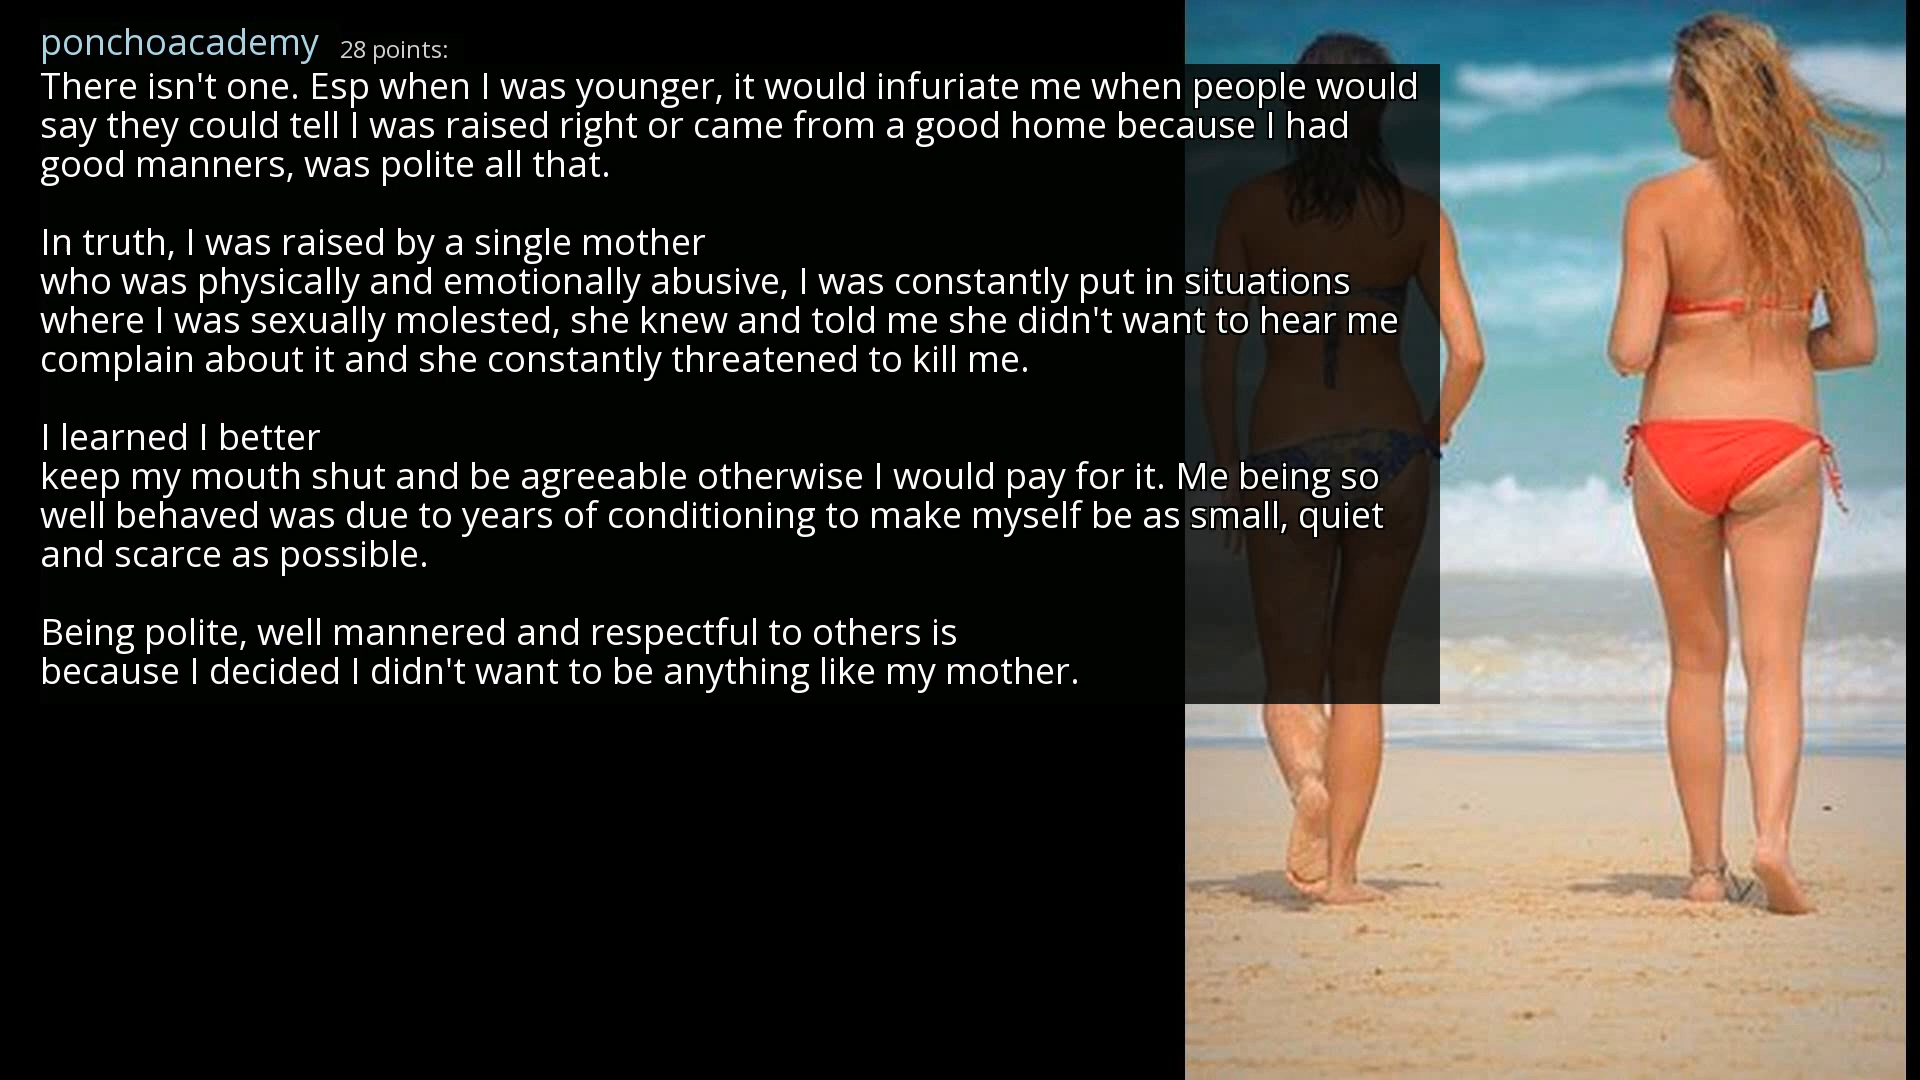 ponchoacademy 28 points:
There isn't one. Esp when I was younger, it would infuriate me when people would
say they could tell I was raised right or came from a good home because I had
good manners, was polite all that.
In truth, I was raised by a single mother
who was physically and emotionally abusive, I was constantly put in situations
where I was sexually molested, she knew and told me she didn't want to hear me
complain about it and she constantly threatened to kill me.
I learned I better
keep my mouth shut and be agreeable otherwise I would pay for it. Me being so
well behaved was due to years of conditioning to make myself be as small, quiet
and scarce as possible.
Being polite, well mannered and respectful to others is
because I decided I didn't want to be anything like my mother.